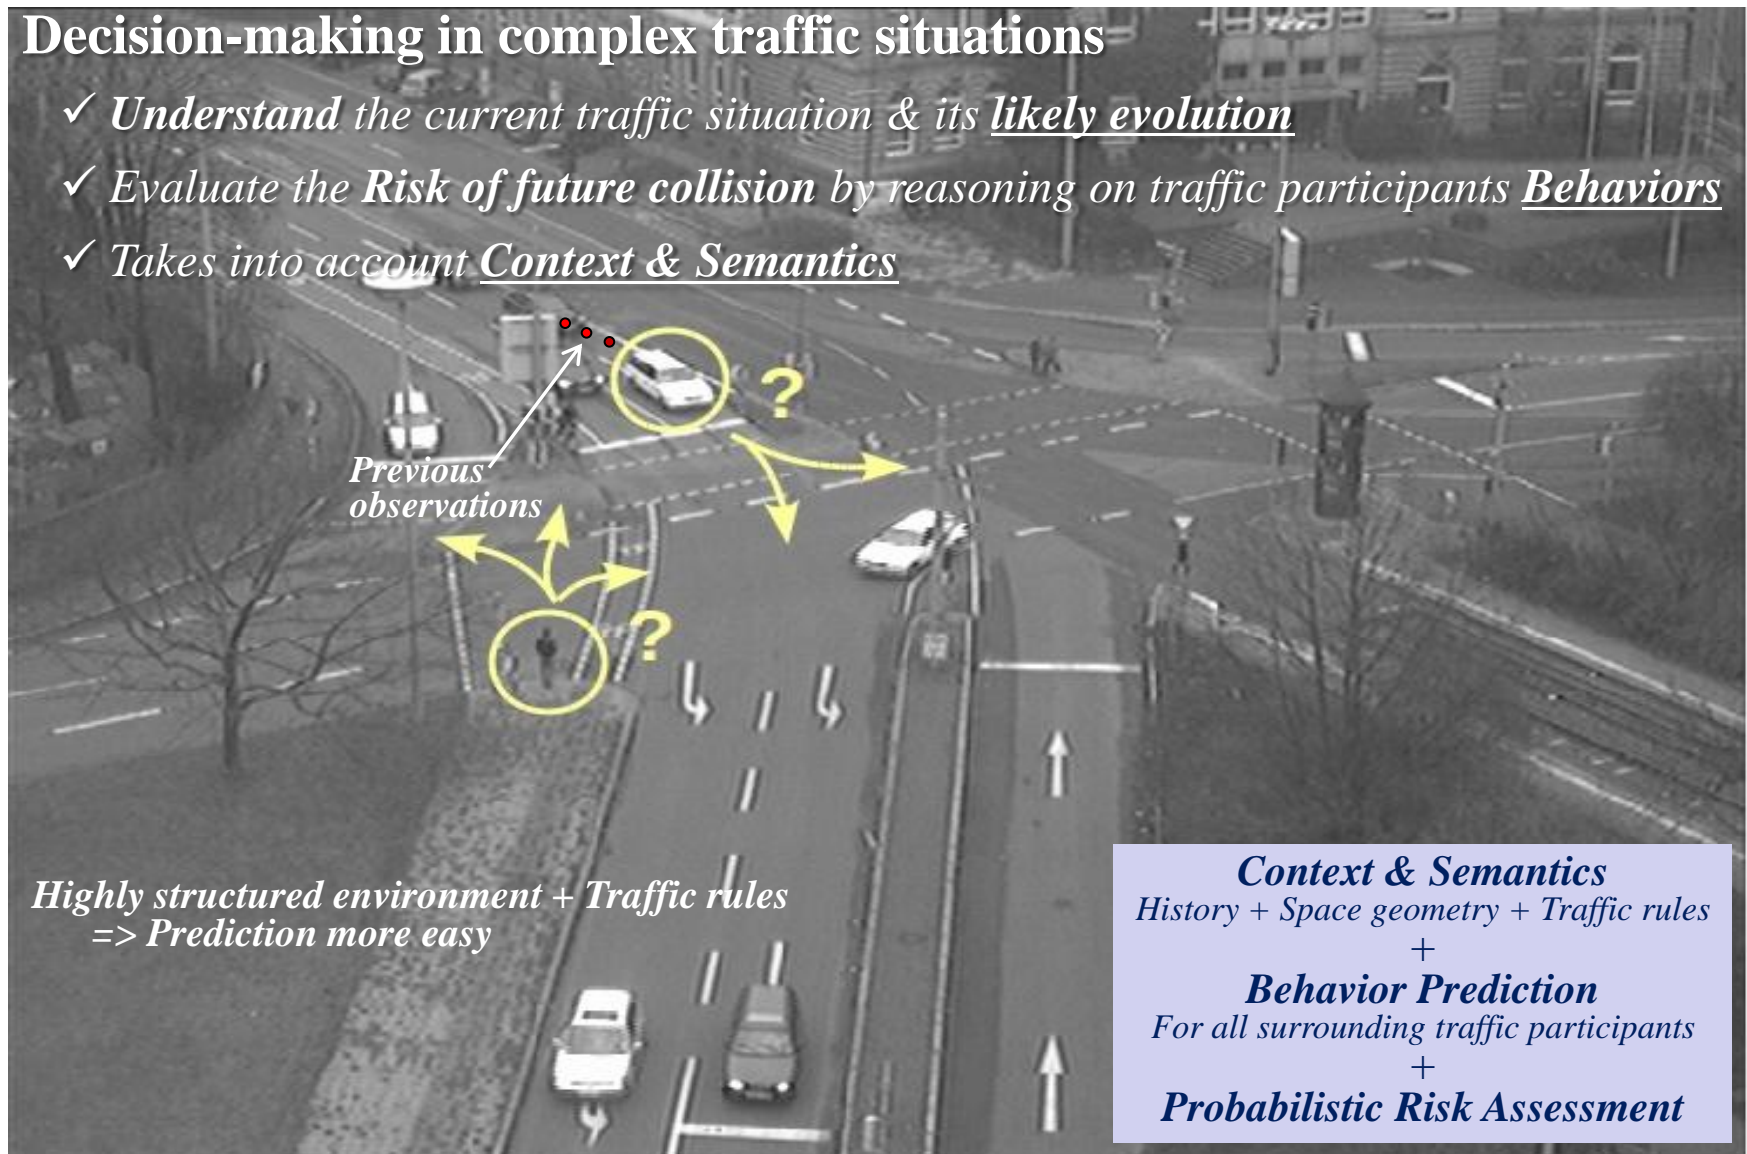 Decision-making in complex traffic situations
✓ Understand the current traffic situation & its likely evolution
✓ Evaluate the Risk of future collision by reasoning on traffic participants Behaviors
✓ Takes into account Context & Semantics
?
Previous
observations
?
Highly structured environment + Traffic rules
=> Prediction more easy
Context & Semantics
History + Space geometry + Traffic rules
+
Behavior Prediction
For all surrounding traffic participants
+
Probabilistic Risk Assessment